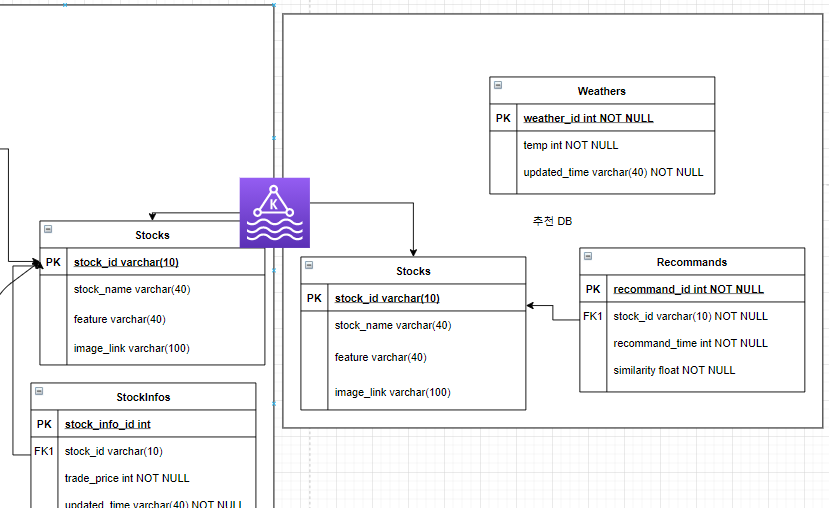 Weathers
PK weather_id int NOT NULL
temp int NOT NULL
updated_time varchar(40) NOT NULL
K
추천 DB
Stocks
PK stock_id varchar(10)
stock_name varchar(40)
feature varchar(40)
image_link varchar(100)
Stocks
PK stock_id varchar(10)
stock_name varchar(40)
feature varchar(40)
image_link varchar(100)
Recommands
PK recommand_id int NOT NULL
FK1 stock_id varchar(10) NOT NULL
recommand_time int NOT NULL
similarity float NOT NULL
StockInfos
PK stock_info_id int
FK1 stock_id varchar(10)
trade_price int NOT NULL
updated_time varchar(40) NOT NULL